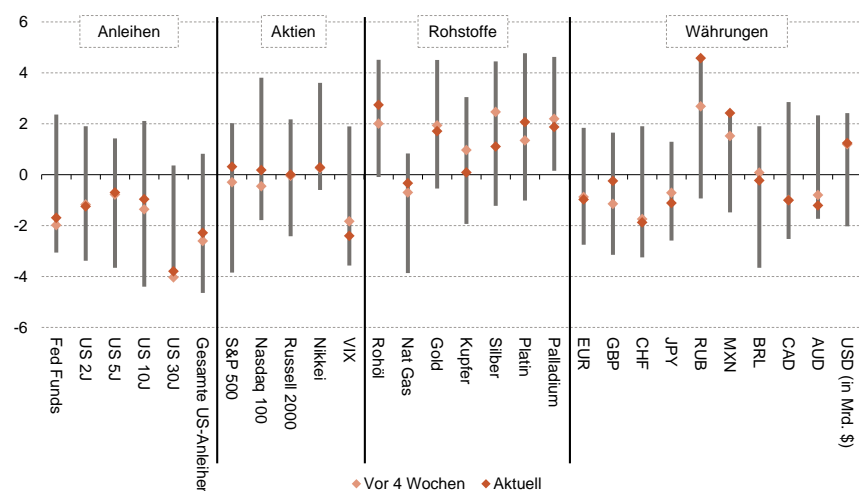 Anleihen
Aktien
Rohstoffe
Währungen
6
4
2
0
-2
-4
-6
Fed Funds
US 2J
US 5J
US 10J
US 30J
Gesamte US-Anleihen
S&P 500
Nasdaq 100
Russell 2000
Nikkei
VIX
Rohöl
Nat Gas
Gold
Kupfer
Silber
Platin
Palladium
EUR
GBP
CHF
JPY
RUB
MXN
BRL
CAD
AUD
USD (in Mrd. $)
Vor 4 Wochen
Aktuell